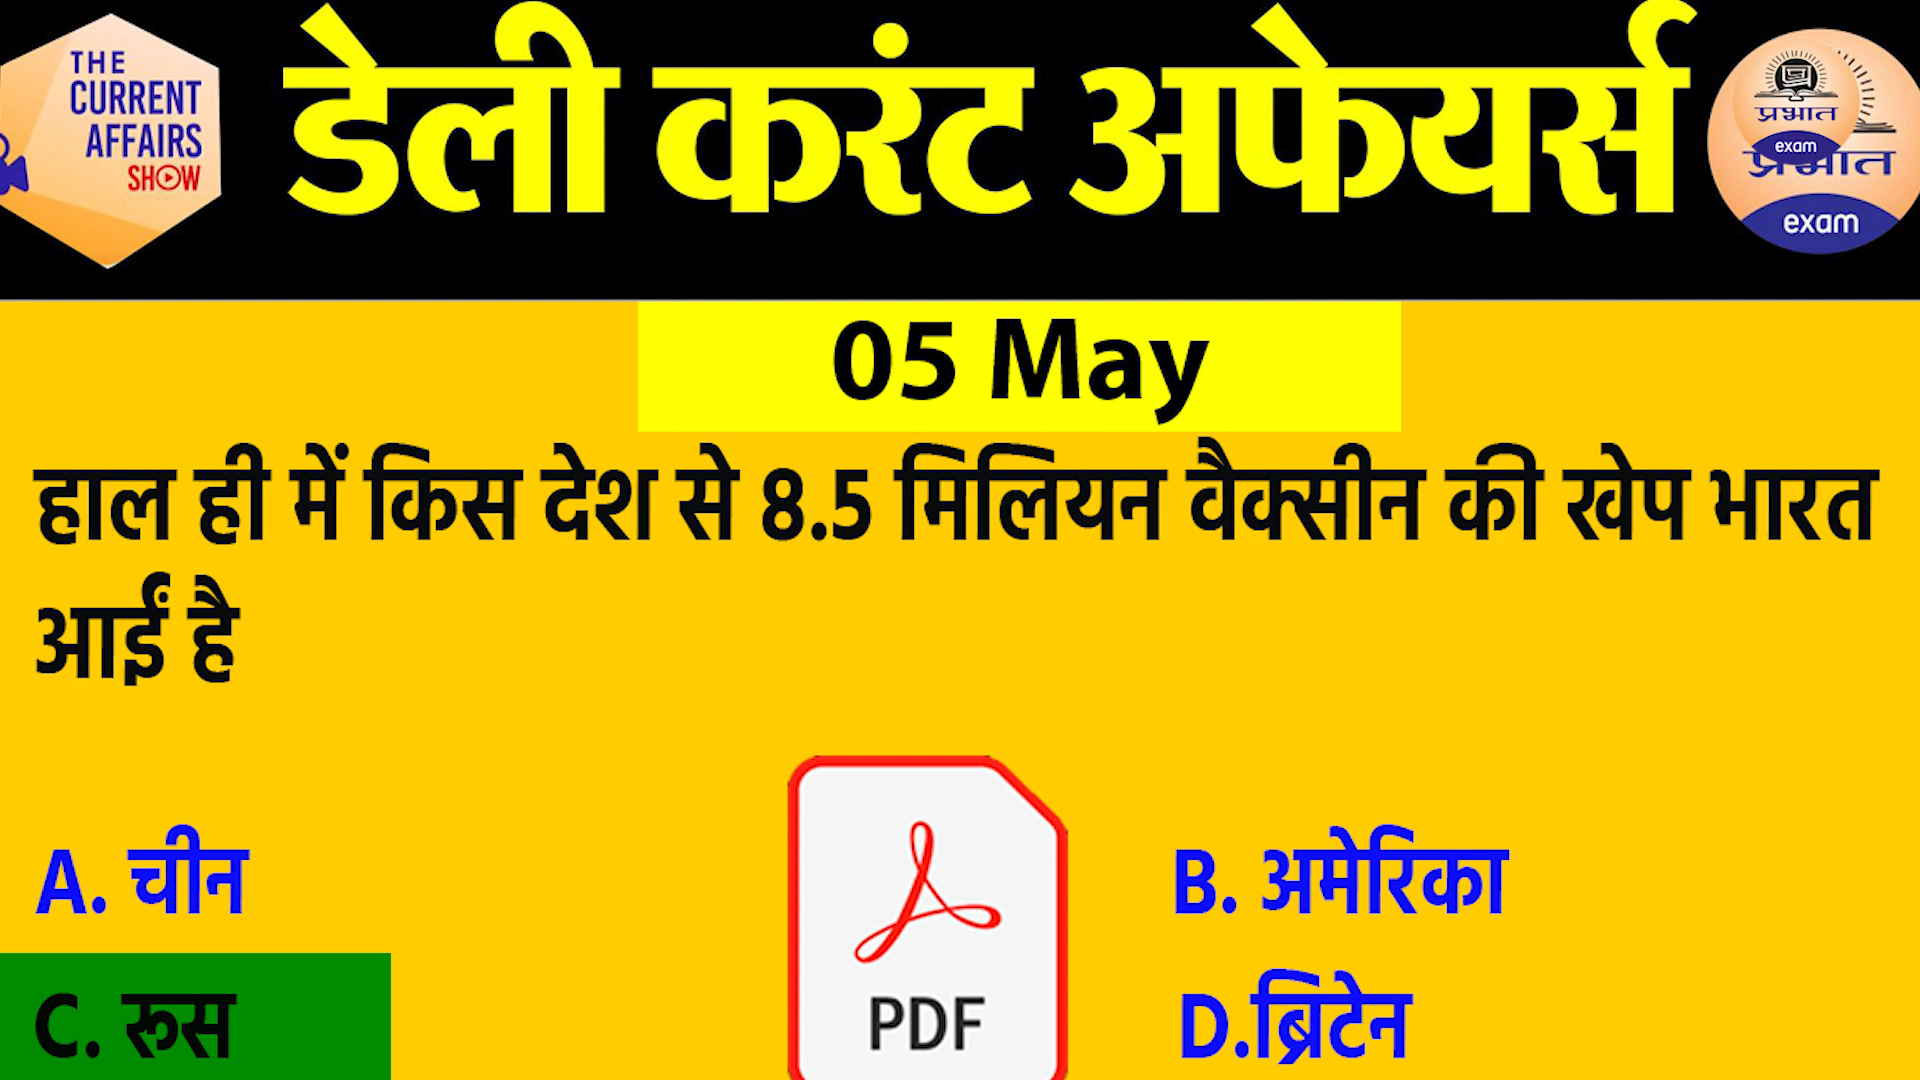 THE
CURRENT
AFFAIRS
SHOW
डेली करंट अफेयर्स
प्रभात
exam
प्रभात
exam
05 May
हाल ही में किस देश से 8.5 मिलियन वैक्सीन की खेप भारत
आईं है
A. चीन
B. अमेरिका
C. रूस
D.ब्रिटेन
PDF